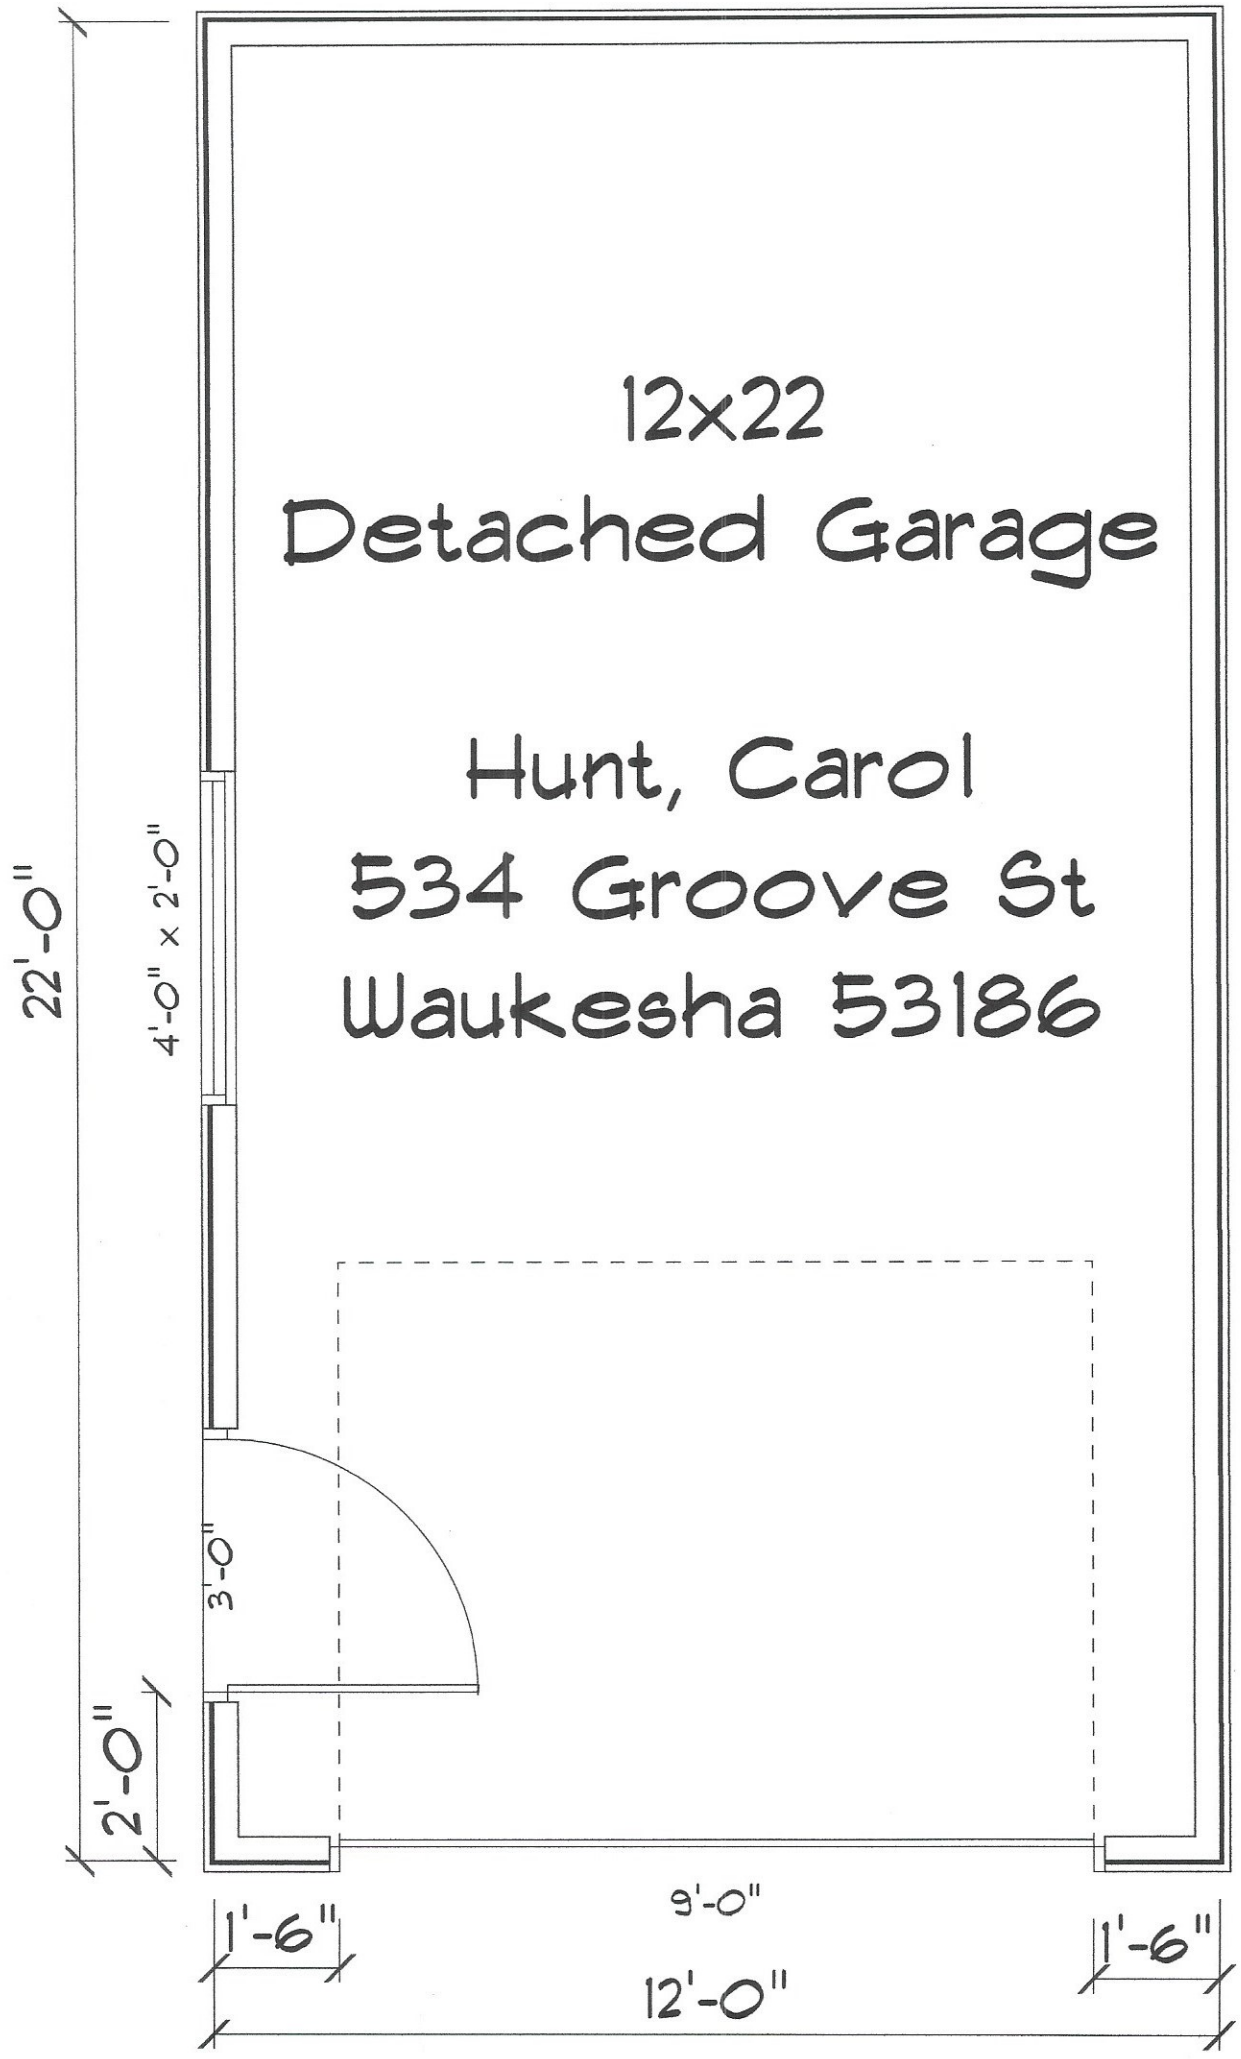 12x22
Detached Garage
Hunt, Carol
534 Groove St
Waukesha 53186
22'-0"
4'-0" x 2'-0"
3'-0"
2'-0"
9'-0"
1'-6"
1'-6"
12'-0"